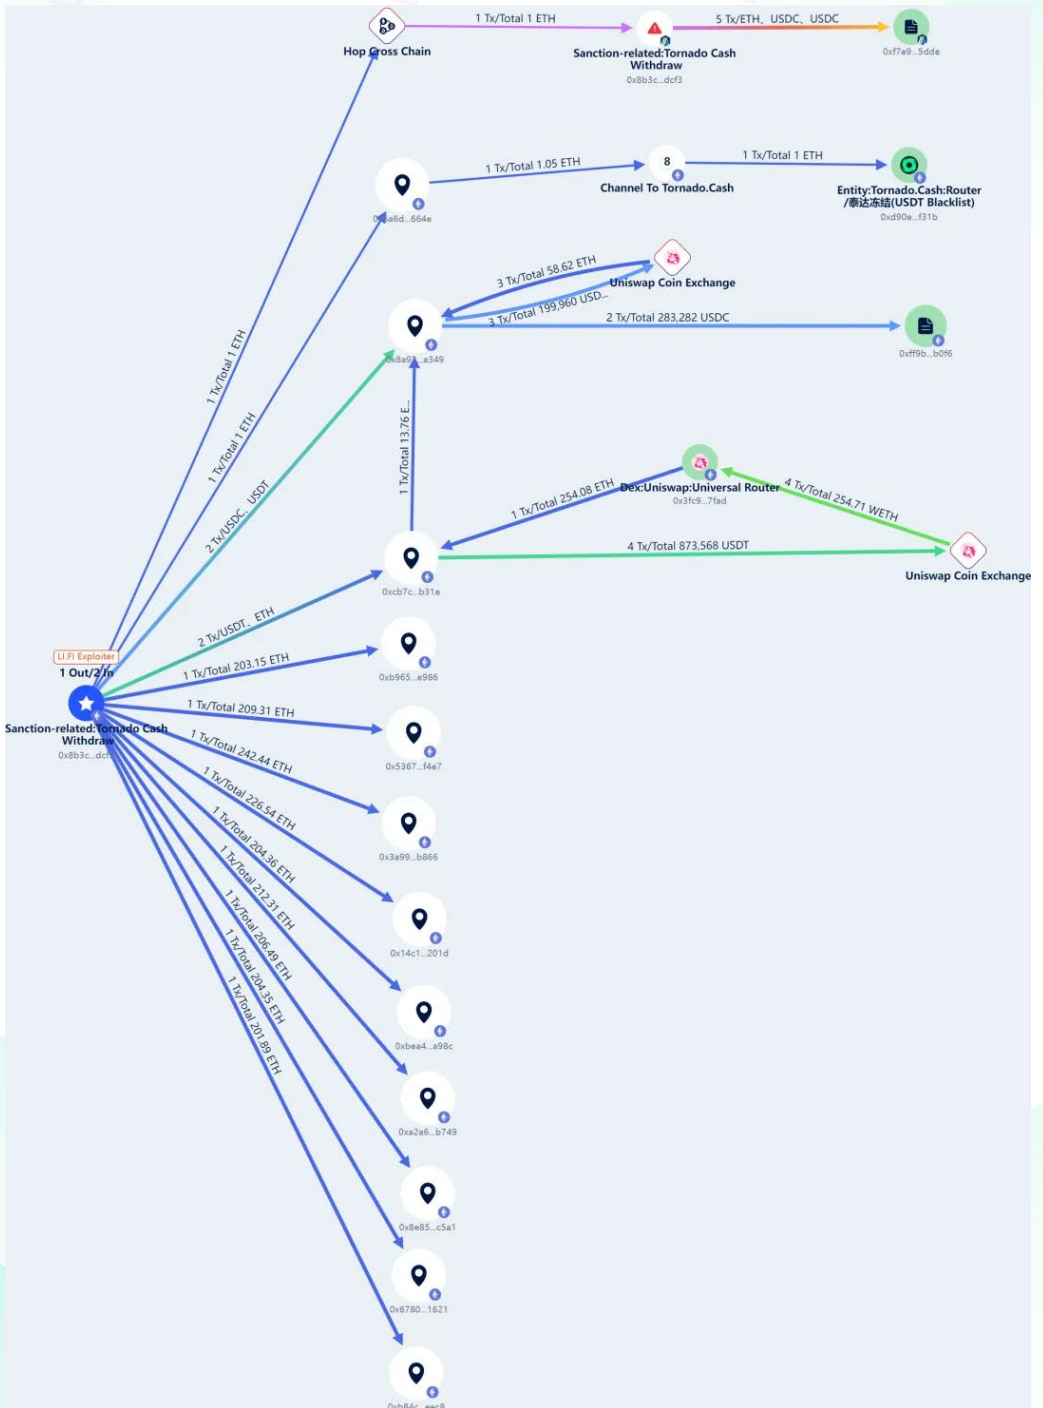 1 Tx/Total 1 ETH
5 Tx/ETH、USDC、USDC
Hop Cross Chain
Sanction-related:Tornado Cash
Withdraw
0x8b3c...dcf3
0xf7e9...5dde
1 Tx/Total 1.05 ETH
8
1 Tx/Total 1 ETH
Channel To Tornado.Cash
Entity:Tornado.Cash:Router
/泰达冻结(USDT Blacklist)
0xd90e...f31b
664e
3 Tx/Total 58.62 ETH
Uniswap Coin Exchange
3 Tx/Total 199,960 USD...
2 Tx/Total 283,282 USDC
a349
0xff9b...b0f6
1 Tx/Total 1 ETH
1 Tx/Total 1 ETH
2 Tx/USDC、USDT
1 Tx/Total 13.76 E...
1 Tx/Total 254.08 ETH
Dex:Uniswap:Universal Router
0x3fc9...7fad
4 Tx/Total 254.71 WETH
4 Tx/Total 873,568 USDT
Uniswap Coin Exchange
0xcb7c...b31e
2 Tx/USDT、ETH
LI.FI Exploiter
1 Out/2 In
1 Tx/Total 203.15 ETH
0xb965...e986
Sanction-related:Tornado Cash
Withdraw
0x8b3c...dcf
1 Tx/Total 209.31 ETH
0x5367...f4e7
1 Tx/Total 242.44 ETH
0x3a99...b866
1 Tx/Total 226.54 ETH
0x14c1...201d
1 Tx/Total 204.36 ETH
0xbea4...a98c
1 Tx/Total 212.31 ETH
0xa2a6...b749
1 Tx/Total 206.49 ETH
0x8e85...c5a1
1 Tx/Total 204.35 ETH
0x6780...1621
1 Tx/Total 201.89 ETH